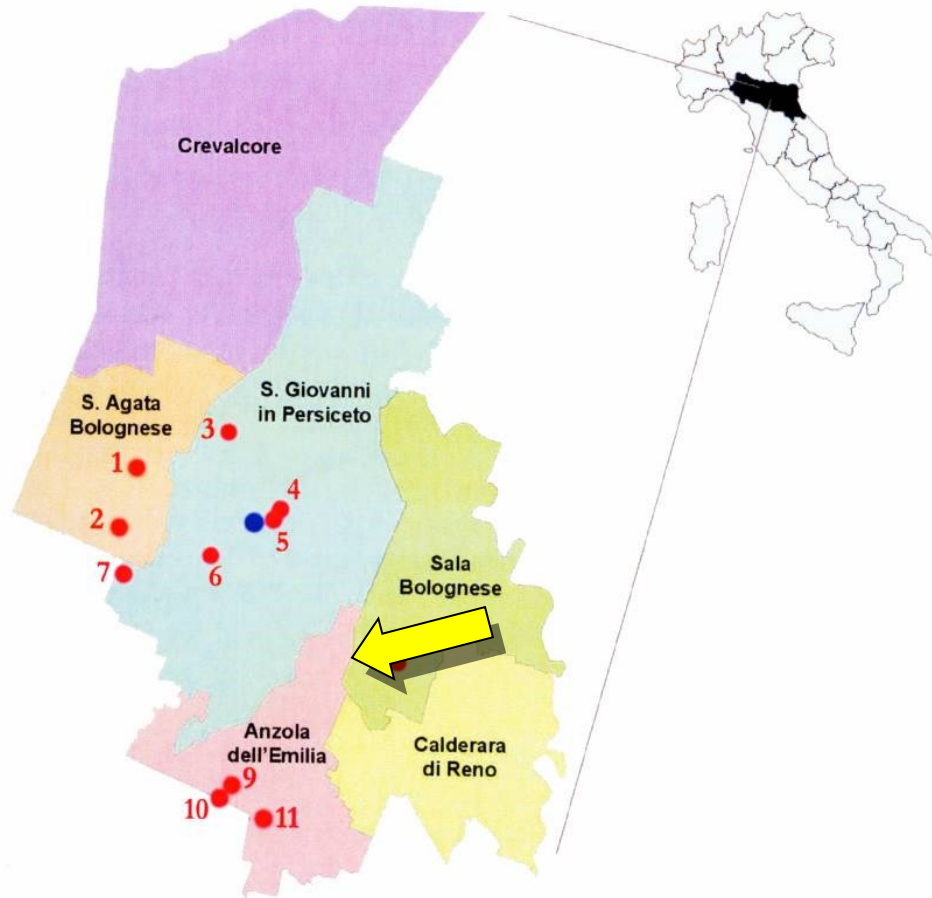 Crevalcore
S. Agata
Bolognese
S. Giovanni
in Persiceto
3
1
4
2
5
6
7
Sala
Bolognese
Anzola
dell'Emilia
Calderara
di Reno
9
10
11